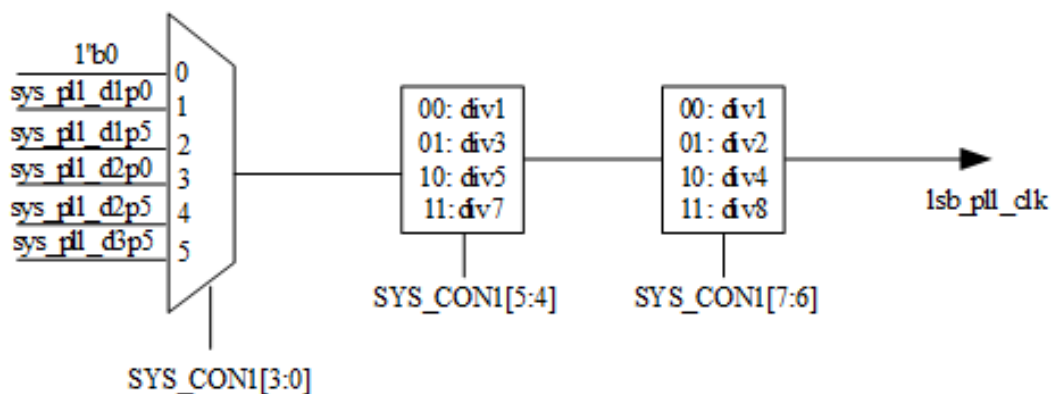 1"b0
0
sys_pll_d1p0
1
sys_pll_d1p5
2
sys_pll_d2p0
3
sys_pll_d2p5
4
sys_pll_d3p5
5
SYS_CON1[3:0]
00: div1
01: div3
10: div5
11:div7
SYS_CON1[5:4]
00: div1
01: div2
10: div4
11: div8
SYS_CON1[7:6]
lsb_pll_clk